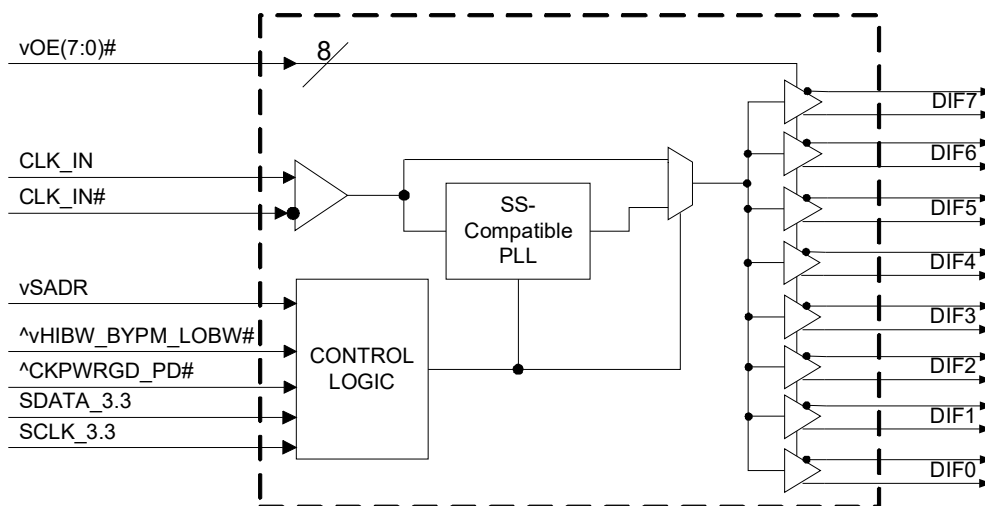 vOE(7:0)#
8
DIF7
CLK_IN
DIF6
CLK_IN#
SS-
Compatible
PLL
DIF5
DIF4
vSADR
DIF3
^vHIBW_BYPM_LOBW#
CONTROL
LOGIC
^CKPWRGD_PD#
DIF2
SDATA_3.3
DIF1
SCLK_3.3
DIF0